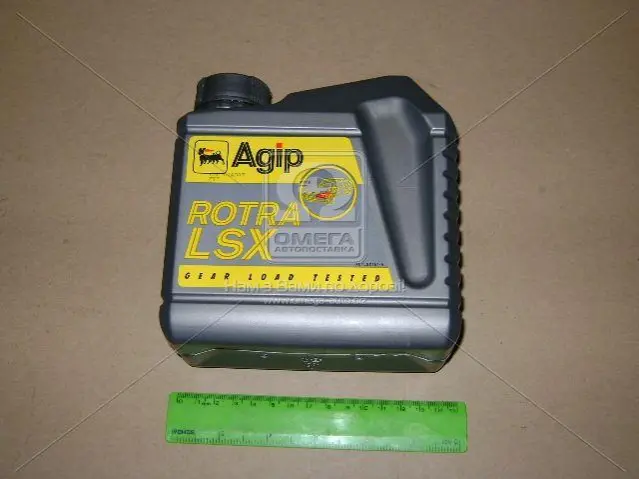 Agip
ROTRA
LSX
GEAR LOAD TESTED
ОМЕГА
АВТОПОСТАВКА
Нам з Вами по дорозі!